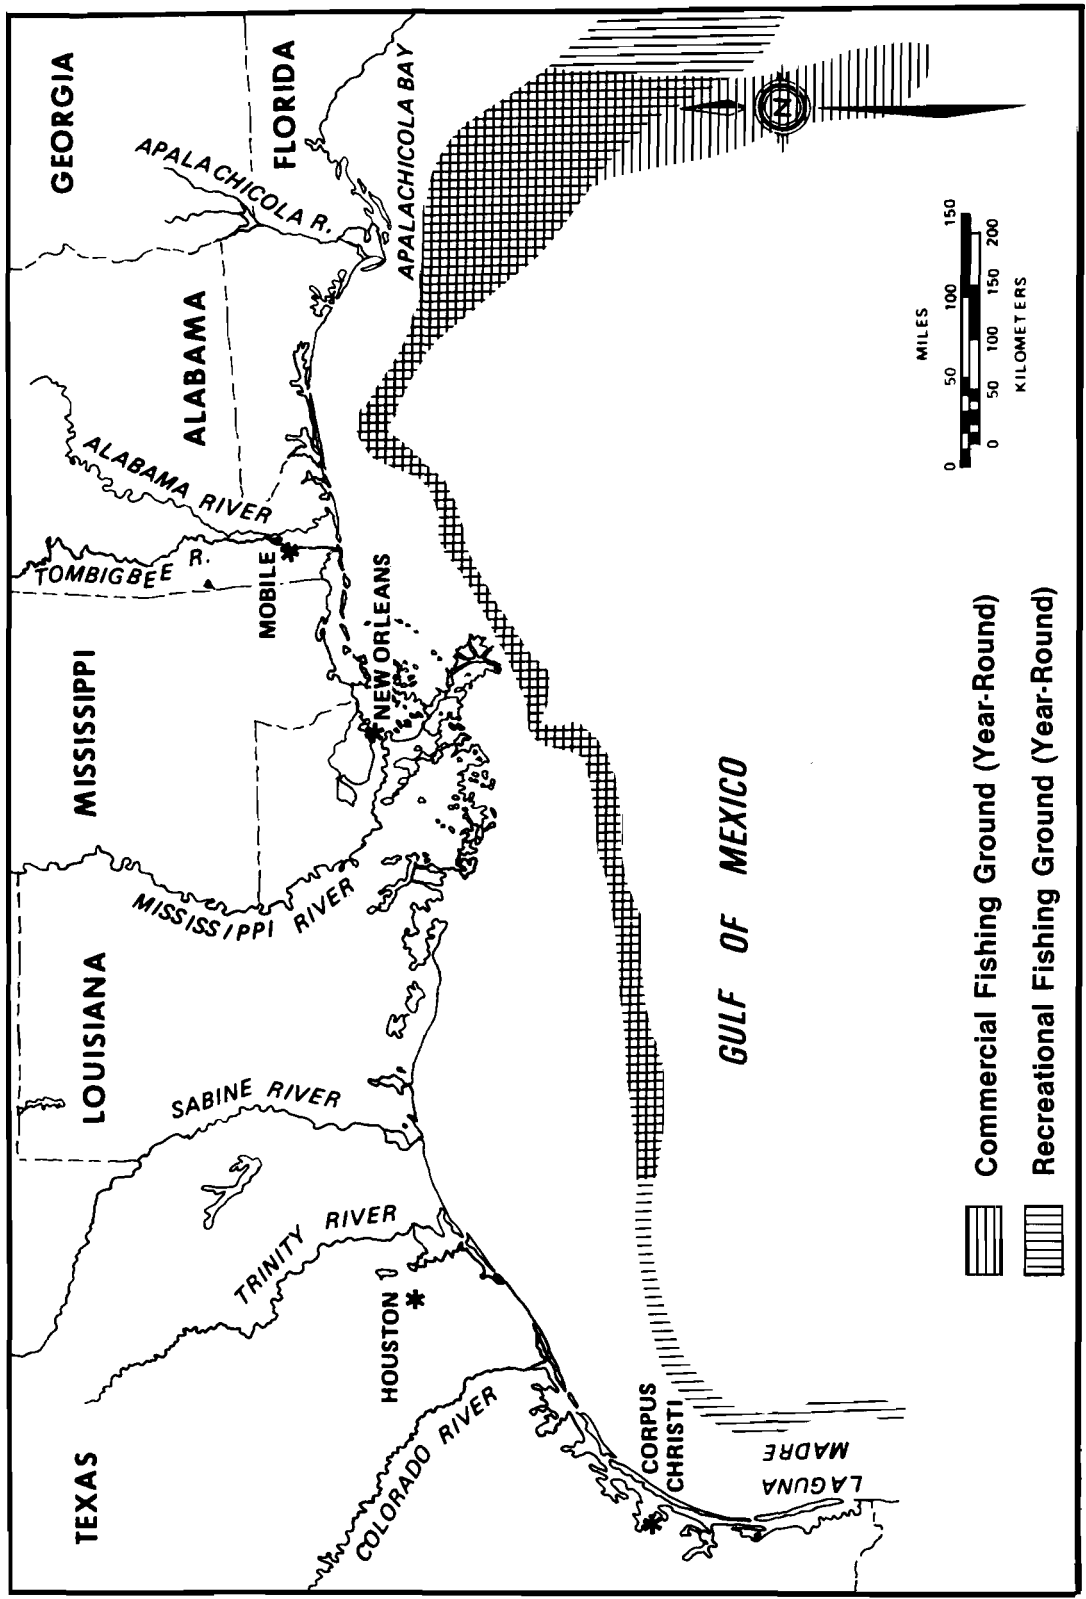 GEORGIA
FLORIDA
ALABAMA
MISSISSIPPI
LOUISIANA
TEXAS
APALACHICOLA R.
APALACHICOLA BAY
ALABAMA RIVER
TOMBIGBEE R.
MOBILE
NEW ORLEANS
MISSISSIPPI RIVER
SABINE RIVER
TRINITY RIVER
HOUSTON
COLORADO RIVER
CORPUS
CHRISTI
LAGUNA
MADRE
GULF OF MEXICO
N
MILES
0 50 100 150
0 50 100 150 200
KILOMETERS
Commercial Fishing Ground (Year-Round)
Recreational Fishing Ground (Year-Round)